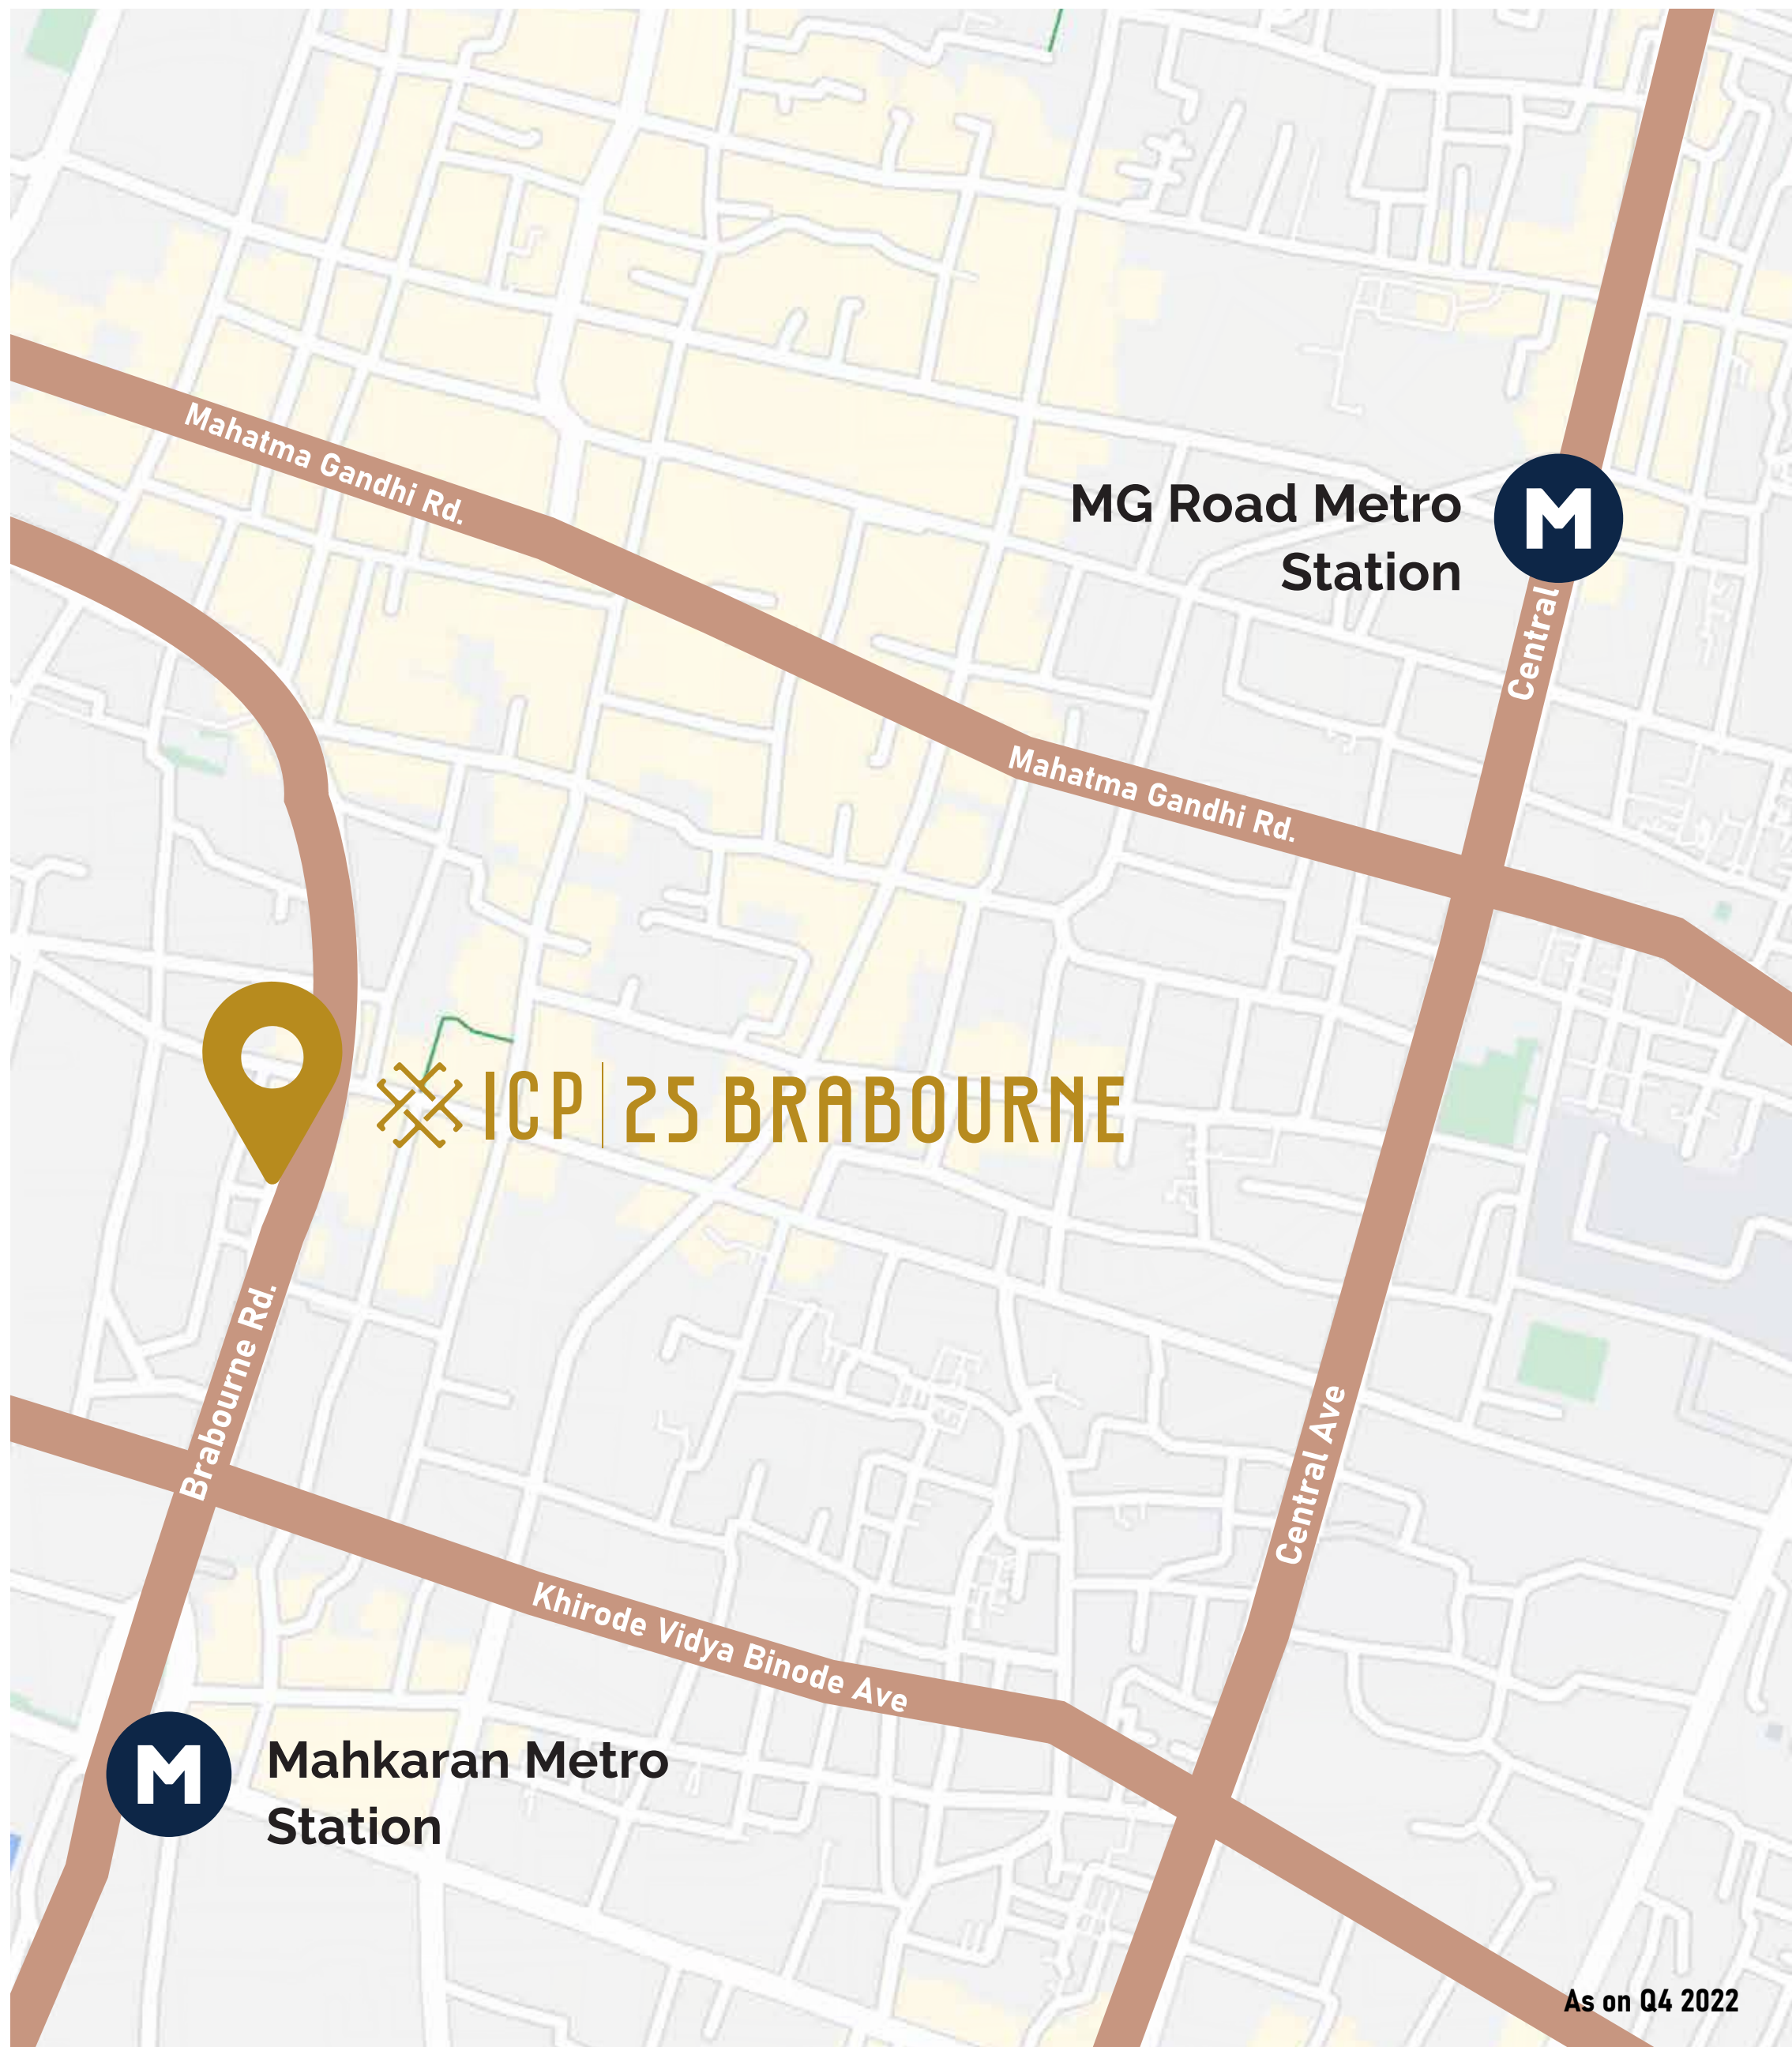 Mahatma Gandhi Rd.
MG Road Metro
Station
M
Central
Mahatma Gandhi Rd.
ICP | 25 BRABOURNE
Brabourne Rd.
Central Ave
Khirode Vidya Binode Ave
M
Mahkaran Metro
Station
As on Q4 2022